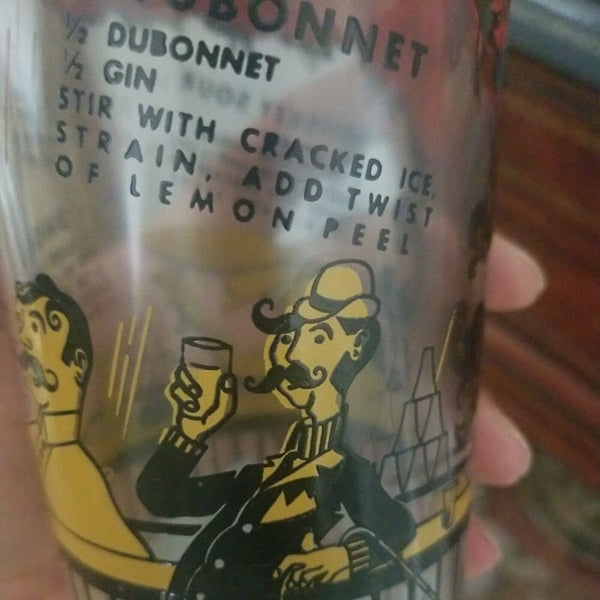 DUBONNET
½ DUBONNET
½ GIN
STIR WITH CRACKED ICE,
STRAIN, ADD TWIST
OF LEMON PEEL